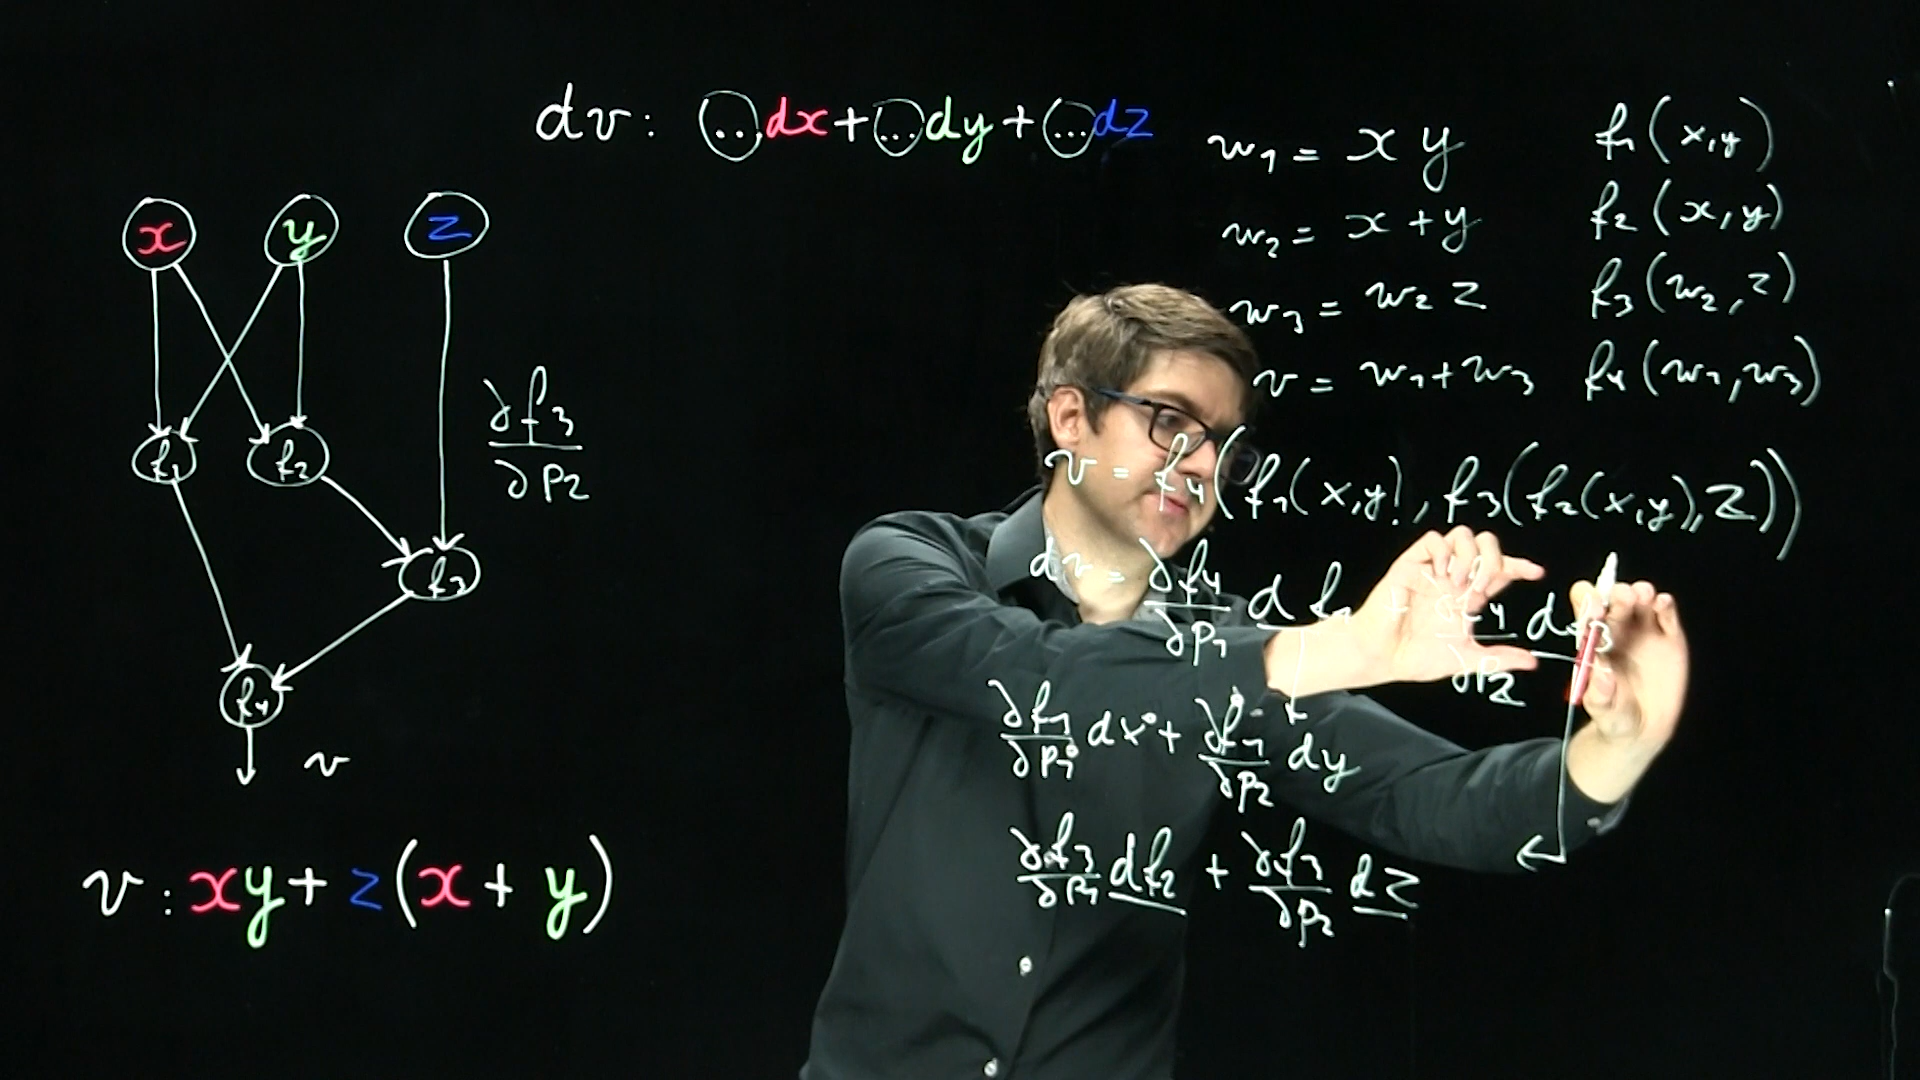 dv: (...)dx + (...)dy + (...)dz
x y z
f1 f2
∂f3/∂p2
f3
f4
v
v : xy + z(x + y)
w1 = x y f1(x,y)
w2 = x + y f2(x,y)
w3 = w2 z f3(w2,z)
v = w1 + w3 f4(w1,w3)
v = f4(f1(x,y), f3(f2(x,y),z))
dv = ∂f4/∂p1 d f1 + ∂f4/∂p2 d f3
∂f1/∂p1 dx + ∂f1/∂p2 dy
∂f3/∂p1 df2 + ∂f3/∂p2 dz